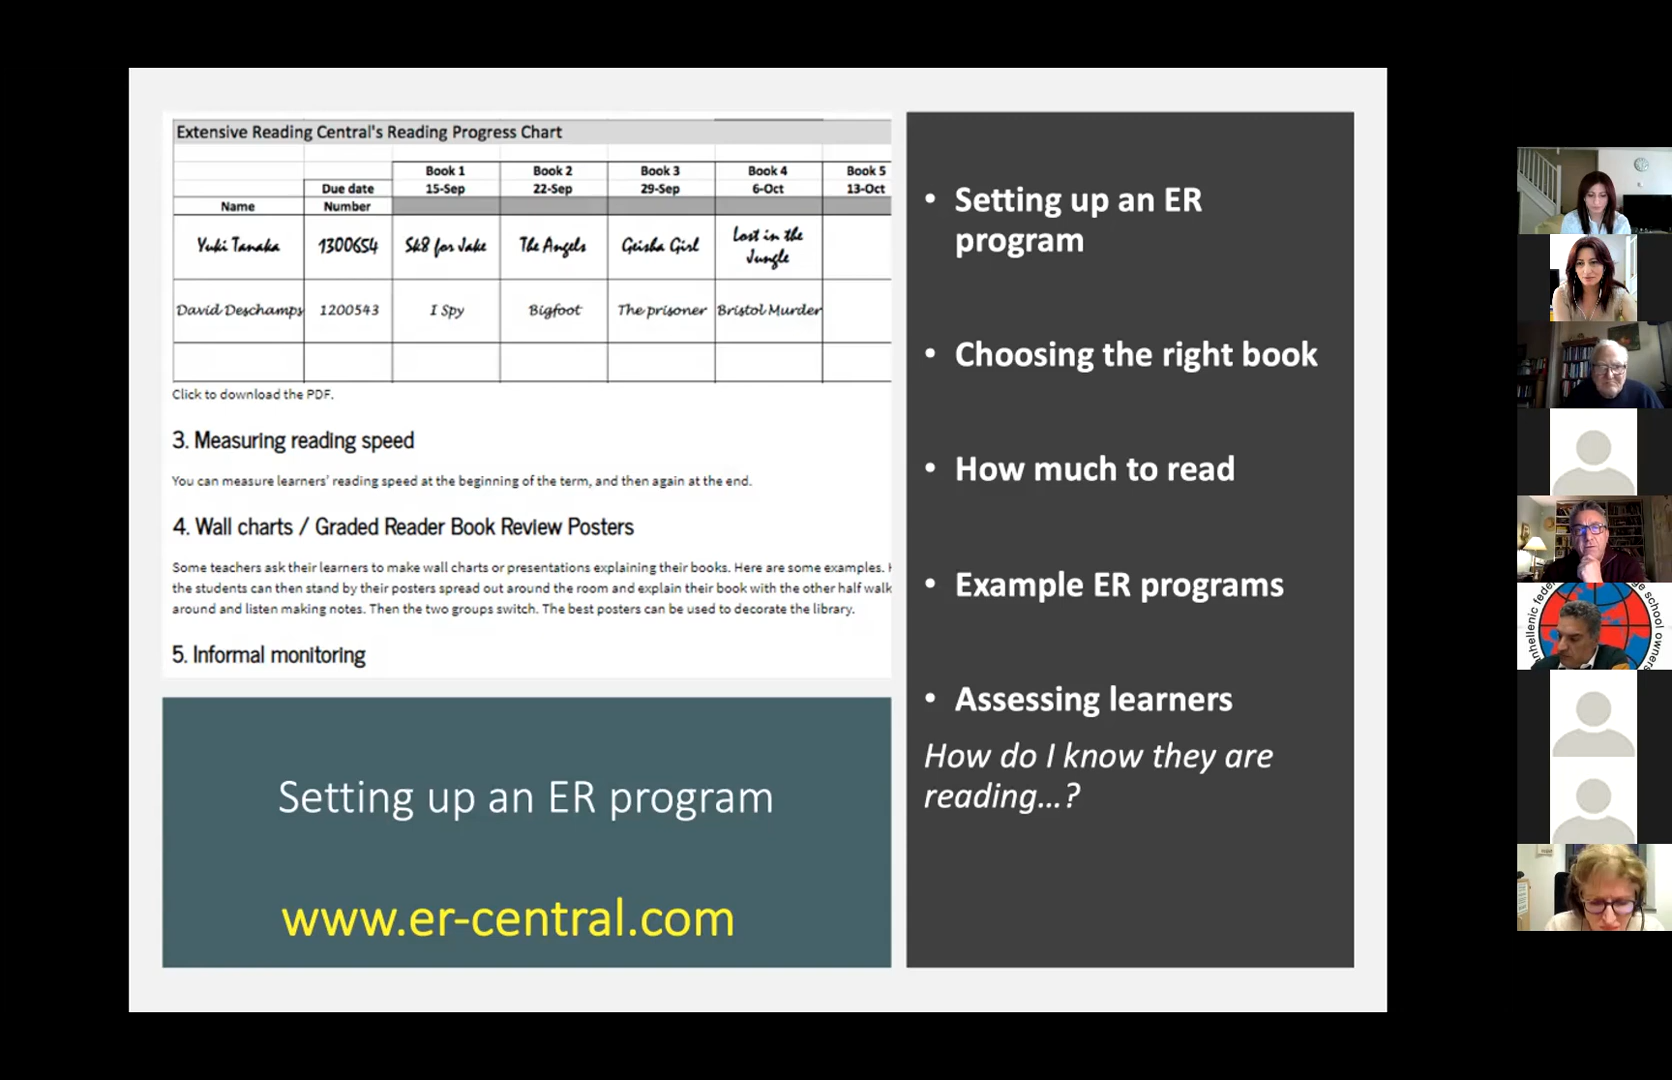 Extensive Reading Central's Reading Progress Chart
Book 1 Book 2 Book 3 Book 4 Book 5
Due date 15-Sep 22-Sep 29-Sep 6-Oct 13-Oct
Name Number
Yuki Tanaka 1300654 Sk8 for Jake The Angels Geisha Girl Lost in the
Jungle
David Deschamps 1200543 I Spy Bigfoot The prisoner Bristol Murder
Click to download the PDF.
3. Measuring reading speed
You can measure learners' reading speed at the beginning of the term, and then again at the end.
4. Wall charts / Graded Reader Book Review Posters
Some teachers ask their learners to make wall charts or presentations explaining their books. Here are some examples.
the students can then stand by their posters spread out around the room and explain their book with the other half walk
around and listen making notes. Then the two groups switch. The best posters can be used to decorate the library.
5. Informal monitoring
Setting up an ER program
www.er-central.com
• Setting up an ER
program
• Choosing the right book
• How much to read
• Example ER programs
• Assessing learners
How do I know they are
reading...?
school owners